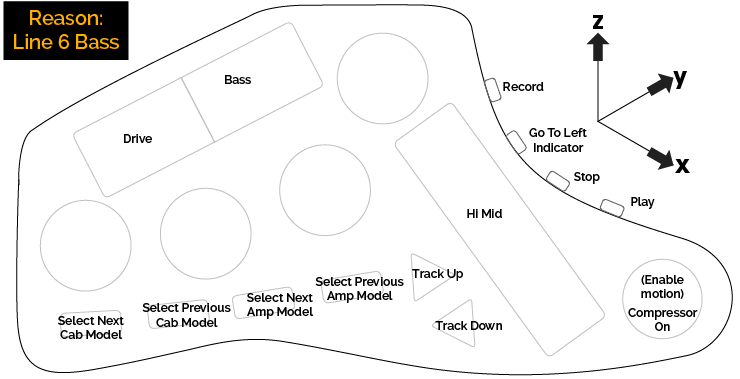 Reason:
Line 6 Bass
Bass
Drive
z
y
x
Record
Go To Left
Indicator
Stop
Play
Hi Mid
Track Up
Track Down
Select Previous
Amp Model
Select Next
Amp Model
Select Previous
Cab Model
Select Next
Cab Model
(Enable
motion)
Compressor
On